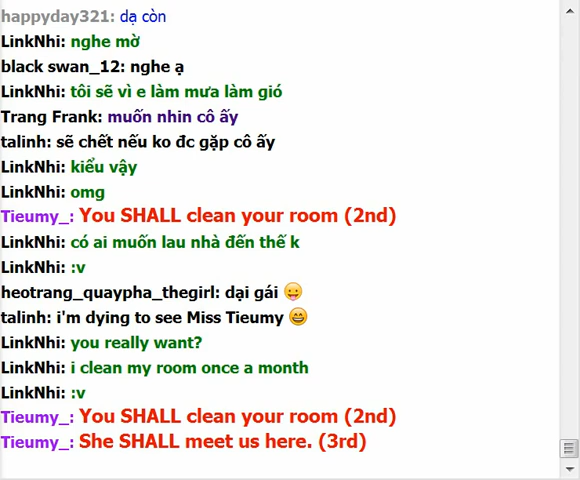 happyday321: dạ còn
LinkNhi: nghe mờ
black swan_12: nghe ạ
LinkNhi: tôi sẽ vì e làm mưa làm gió
Trang Frank: muốn nhin cô ấy
talinh: sẽ chết nếu ko đc gặp cô ấy
LinkNhi: kiểu vậy
LinkNhi: omg
Tieumy_: You SHALL clean your room (2nd)
LinkNhi: có ai muốn lau nhà đến thế k
LinkNhi: :v
heotrang_quaypha_thegirl: dại gái 😛
talinh: i'm dying to see Miss Tieumy 😄
LinkNhi: you really want?
LinkNhi: i clean my room once a month
LinkNhi: :v
Tieumy_: You SHALL clean your room (2nd)
Tieumy_: She SHALL meet us here. (3rd)